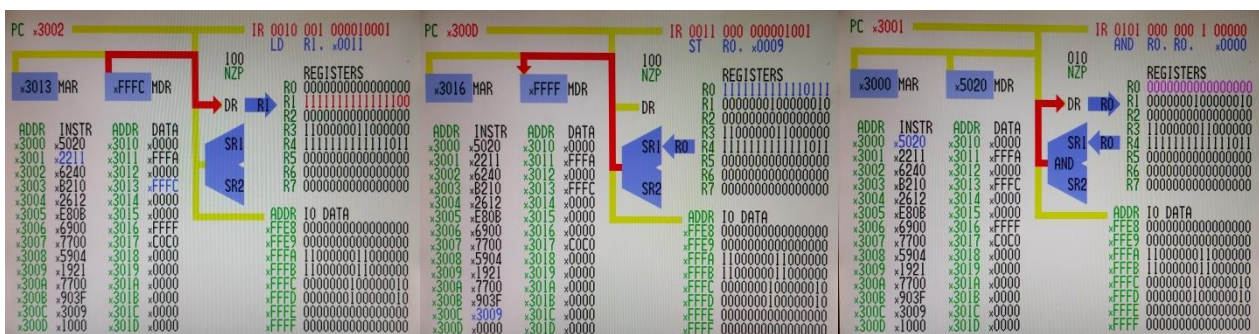 PC x3002
IR 0010 001 000010001
LD R1, x0011
100
NZP
x3013 MAR
xFFFC MDR
DR
R1
SR1
SR2
REGISTERS
R0 0000000000000000
R1 1111111111111100
R2 0000000000000000
R3 1100000011000000
R4 1111111111111011
R5 0000000000000000
R6 0000000000000000
R7 0000000000000000
ADDR INSTR ADDR DATA
x3000 x5020 x3010 x0000
x3001 x2211 x3011 xFFFA
x3002 x6240 x3012 x0000
x3003 xB210 x3013 xFFFC
x3004 x2612 x3014 x0000
x3005 xE80B x3015 x0000
x3006 x6900 x3016 xFFFF
x3007 x7700 x3017 xC0C0
x3008 x5904 x3018 x0000
x3009 x1921 x3019 x0000
x300A x7700 x301A x0000
x300B x903F x301B x0000
x300C x3009 x301C x0000
x300D x1000 x301D x0000
ADDR IO DATA
xFFE8 0000000000000000
xFFE9 0000000000000000
xFFFA 1100000011000000
xFFFB 1100000011000000
xFFFC
xFFFD
xFFFE
xFFFF
PC x300D
IR 0011 000 000001001
ST R0, x0009
100
NZP
x3016 MAR
xFFFF MDR
DR
SR1
R0
SR2
REGISTERS
R0 1111111111110111
R1 0000000100000010
R2 0000000000000000
R3 1100000011000000
R4 1111111111111011
R5 0000000000000000
R6 0000000000000000
R7 0000000000000000
ADDR INSTR ADDR DATA
x3000 x5020 x3010 x0000
x3001 x2211 x3011 xFFFA
x3002 x6240 x3012 x0000
x3003 xB210 x3013 xFFFC
x3004 x2612 x3014 x0000
x3005 xE80B x3015 x0000
x3006 x6900 x3016 xFFFF
x3007 x7700 x3017 xC0C0
x3008 x5904 x3018 x0000
x3009 x1921 x3019 x0000
x300A x7700 x301A x0000
x300B x903F x301B x0000
x300C x3009 x301C x0000
x300D x0000 x301D x0000
ADDR IO DATA
xFFE8 0000000000000000
xFFE9 0000000000000000
xFFFA 1100000011000000
xFFFB 1100000011000000
xFFFC
xFFFD
xFFFE
xFFFF
PC x3001
IR 0101 000 000 1 00000
AND R0, R0, x0000
010
NZP
x3000 MAR
x5020 MDR
DR
R0
SR1
R0
AND
SR2
REGISTERS
R0 0000000000000000
R1 0000000100000010
R2 0000000000000000
R3 1100000011000000
R4 1111111111111011
R5 0000000000000000
R6 0000000000000000
R7 0000000000000000
ADDR INSTR ADDR DATA
x3000 x5020 x3010 x0000
x3001 x2211 x3011 xFFFA
x3002 x6240 x3012 x0000
x3003 xB210 x3013 xFFFC
x3004 x2612 x3014 x0000
x3005 xE80B x3015 x0000
x3006 x6900 x3016 xFFFF
x3007 x7700 x3017 xC0C0
x3008 x5904 x3018 x0000
x3009 x1921 x3019 x0000
x300A x7700 x301A x0000
x300B x903F x301B x0000
x300C x3009 x301C x0000
x300D x1000 x301D x0000
ADDR IO DATA
xFFE8 0000000000000000
xFFE9 0000000000000000
xFFFA 1100000011000000
xFFFB 1100000011000000
xFFFC
xFFFD
xFFFE
xFFFF